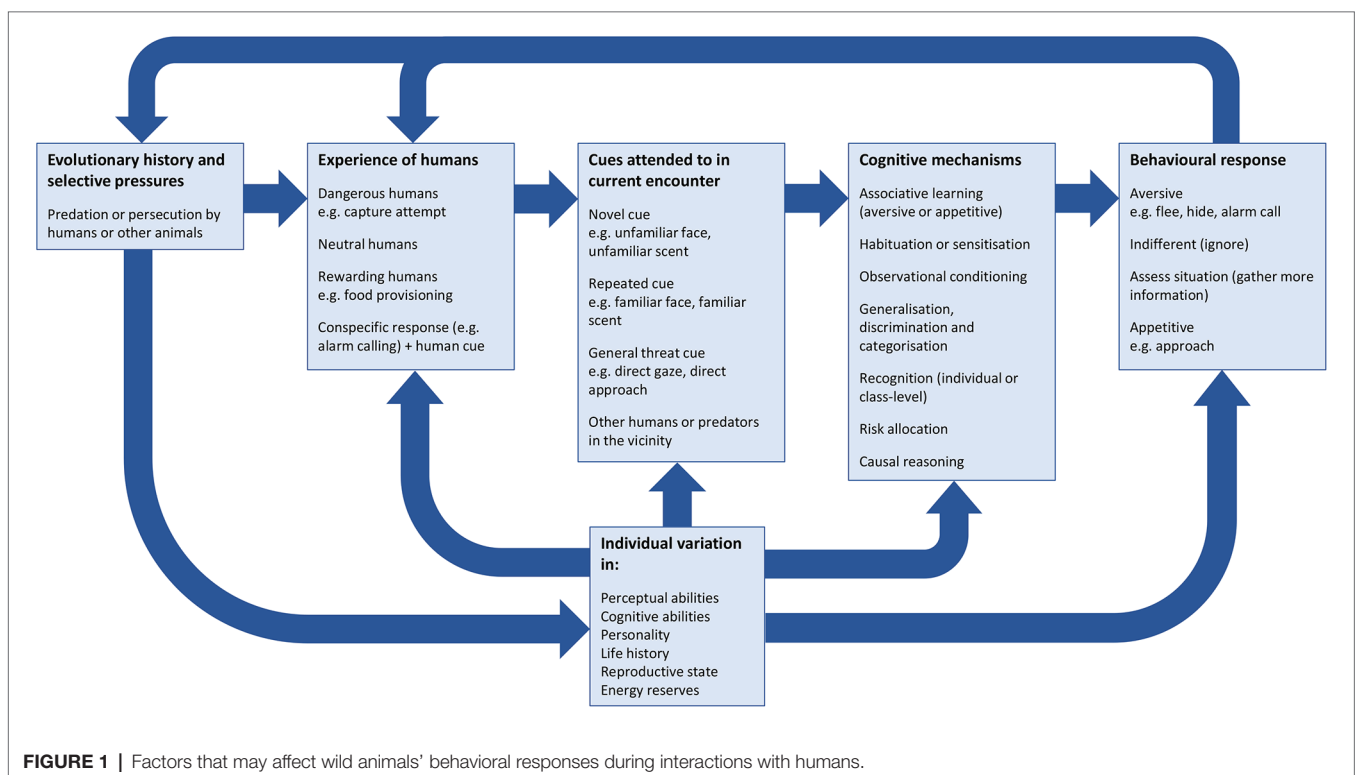 Evolutionary history and
selective pressures
Predation or persecution by
humans or other animals
Experience of humans
Dangerous humans
e.g. capture attempt
Neutral humans
Rewarding humans
e.g. food provisioning
Conspecific response (e.g.
alarm calling) + human cue
Cues attended to in
current encounter
Novel cue
e.g. unfamiliar face,
unfamiliar scent
Repeated cue
e.g. familiar face, familiar
scent
General threat cue
e.g. direct gaze, direct
approach
Other humans or predators
in the vicinity
Cognitive mechanisms
Associative learning
(aversive or appetitive)
Habituation or sensitisation
Observational conditioning
Generalisation,
discrimination and
categorisation
Recognition (individual or
class-level)
Risk allocation
Causal reasoning
Behavioural response
Aversive
e.g. flee, hide, alarm call
Indifferent (ignore)
Assess situation (gather more
information)
Appetitive
e.g. approach
Individual variation
in:
Perceptual abilities
Cognitive abilities
Personality
Life history
Reproductive state
Energy reserves
FIGURE 1 | Factors that may affect wild animals’ behavioral responses during interactions with humans.